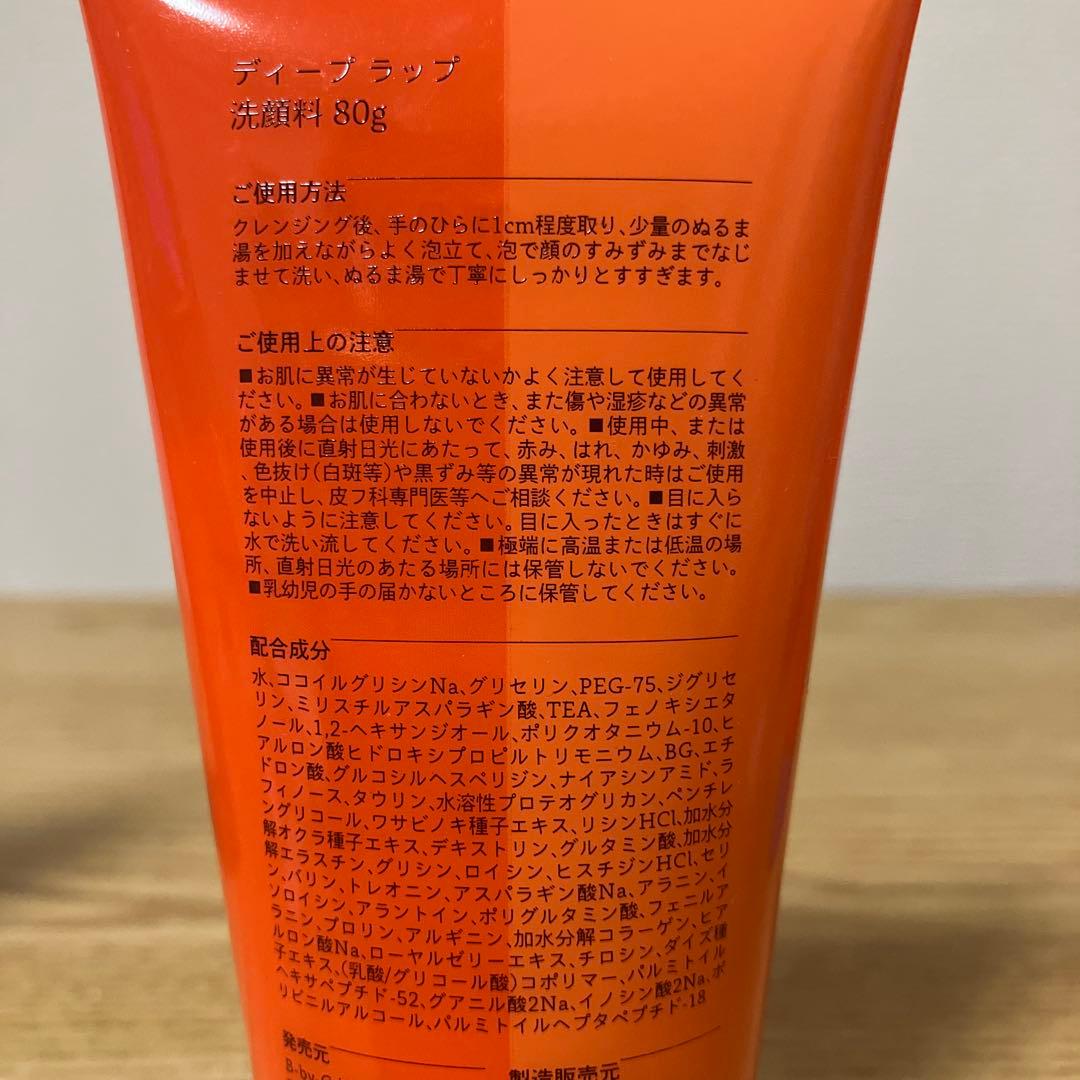 ディープ ラップ
洗顔料 80g
ご使用方法
クレンジング後、手のひらに1cm程度取り、少量のぬるま
湯を加えながらよく泡立て、泡で顔のすみずみまでなじ
ませて洗い、ぬるま湯で丁寧にしっかりとすすぎます。
ご使用上の注意
■お肌に異常が生じていないかよく注意して使用してく
ださい。■お肌に合わないとき、また傷や湿疹などの異常
がある場合は使用しないでください。■使用中、または
使用後に直射日光にあたって、赤み、はれ、かゆみ、刺激
、色抜け(白斑等)や黒ずみ等の異常が現れた時はご使用
を中止し、皮フ科専門医等へご相談ください。■目に入ら
ないように注意してください。目に入ったときはすぐに
水で洗い流してください。■極端に高温または低温の場
所、直射日光のあたる場所には保管しないでください。
■乳幼児の手の届かないところに保管してください。
配合成分
水、ココイルグリシンNa、グリセリン、PEG-75、ジグリセ
リン、ミリスチルアスパラギン酸、TEA、フェノキシエタ
ノール、1,2-ヘキサンジオール、ポリクオタニウム-10、ヒ
アルロン酸ヒドロキシプロピルトリモニウム、BG、エチ
ドロン酸、グルコシルヘスペリジン、ナイアシンアミド、ラ
フィノース、タウリン、水溶性プロテオグリカン、ペンチレ
ングリコール、ワサビノキ種子エキス、リシンHCl、加水分
解オクラ種子エキス、デキストリン、グルタミン酸、加水分
解エラスチン、グリシン、ロイシン、ヒスチジンHCl、セリ
ン、バリン、トレオニン、アスパラギン酸Na、アラニン、イ
ソロイシン、アラントイン、ポリグルタミン酸、フェニルア
ラニン、プロリン、アルギニン、加水分解コラーゲン、ヒア
ルロン酸Na、ローヤルゼリーエキス、チロシン、ダイズ種
子エキス、(乳酸/グリコール酸)コポリマー、パルミトイル
ヘキサペプチド-52、グアニル酸2Na、イノシン酸2Na、ポ
リビニルアルコール、パルミトイルヘプタペプチド-18
発売元
製造販売元